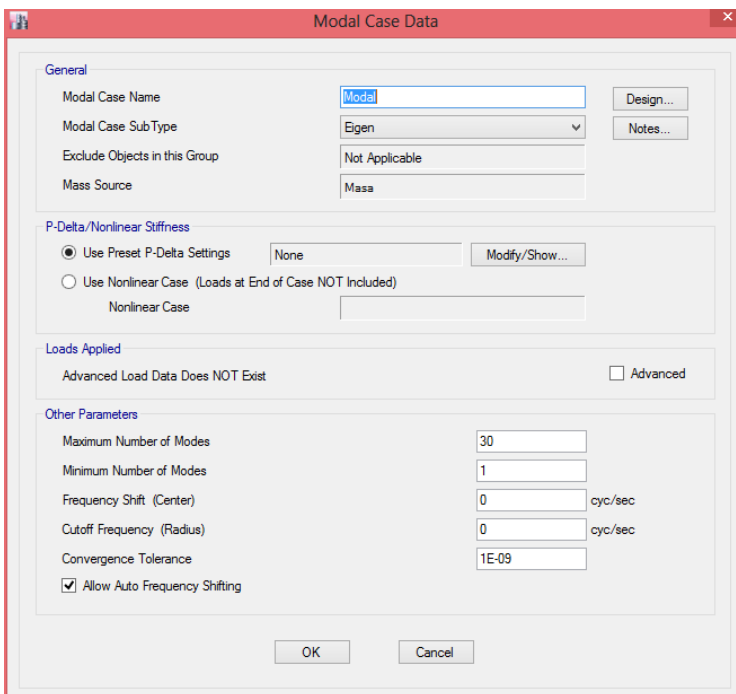 Modal Case Data
General
Modal Case Name Modal Design...
Modal Case SubType Eigen Notes...
Exclude Objects in this Group Not Applicable
Mass Source Masa
P-Delta/Nonlinear Stiffness
Use Preset P-Delta Settings None Modify/Show...
Use Nonlinear Case (Loads at End of Case NOT Included)
Nonlinear Case
Loads Applied
Advanced Load Data Does NOT Exist Advanced
Other Parameters
Maximum Number of Modes 30
Minimum Number of Modes 1
Frequency Shift (Center) 0 cyc/sec
Cutoff Frequency (Radius) 0 cyc/sec
Convergence Tolerance 1E-09
Allow Auto Frequency Shifting
OK Cancel